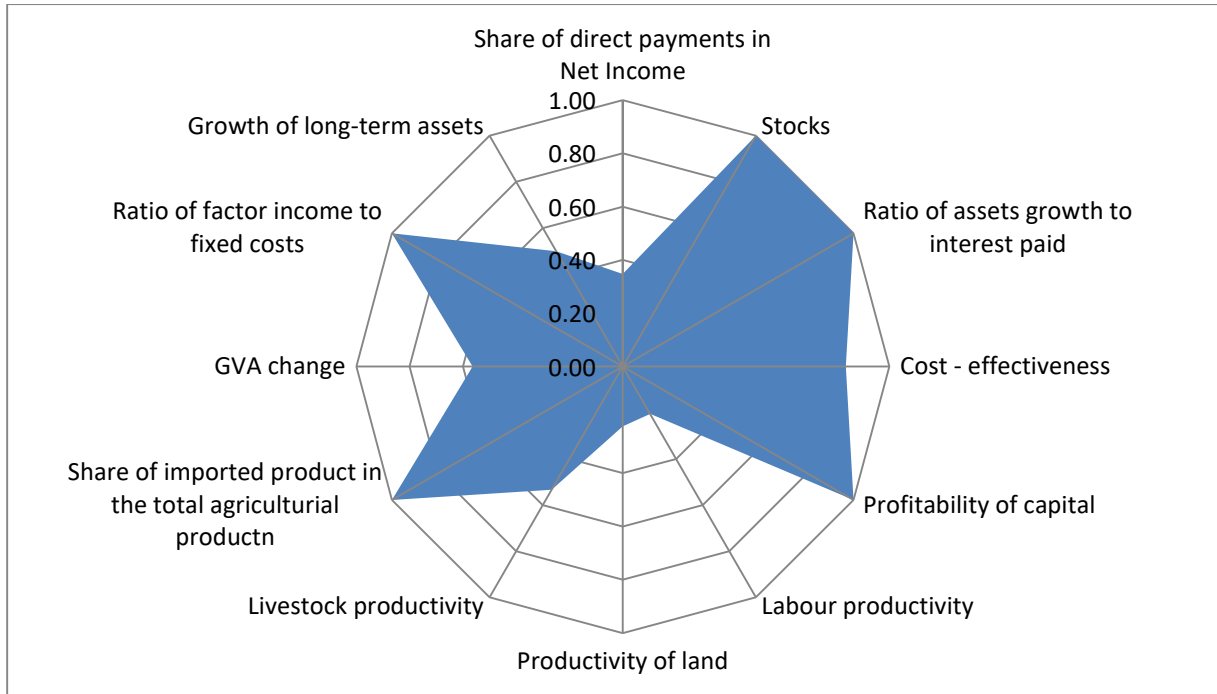 Share of direct payments in
Net Income
1.00
Growth of long-term assets
Stocks
0.80
Ratio of factor income to
fixed costs
0.60
Ratio of assets growth to
interest paid
0.40
0.20
GVA change
0.00
Cost - effectiveness
Share of imported product in
the total agriculturial
productn
Profitability of capital
Livestock productivity
Labour productivity
Productivity of land